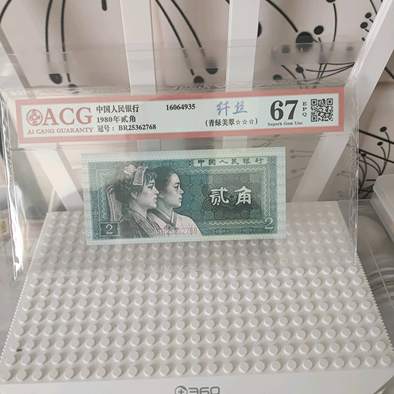 ACG
AI CANG GUARANTY
中国人民银行 16064935
1980年贰角
冠号: BR25362768
纤丝
(青绿美翠☆☆☆)
67 EPQ
Superb Gem Unc
中国人民银行
贰角
2 2
360